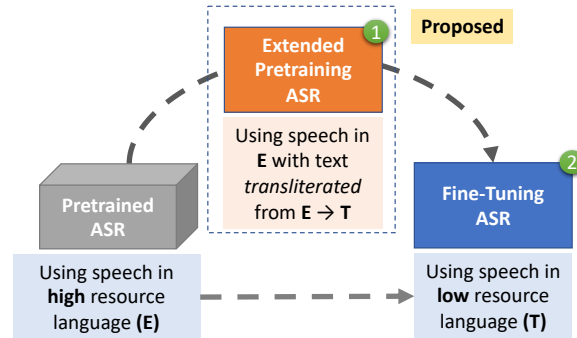 1
Proposed
Extended
Pretraining
ASR
Using speech in
E with text
transliterated
from E → T
Pretrained
ASR
Using speech in
high resource
language (E)
2
Fine-Tuning
ASR
Using speech in
low resource
language (T)